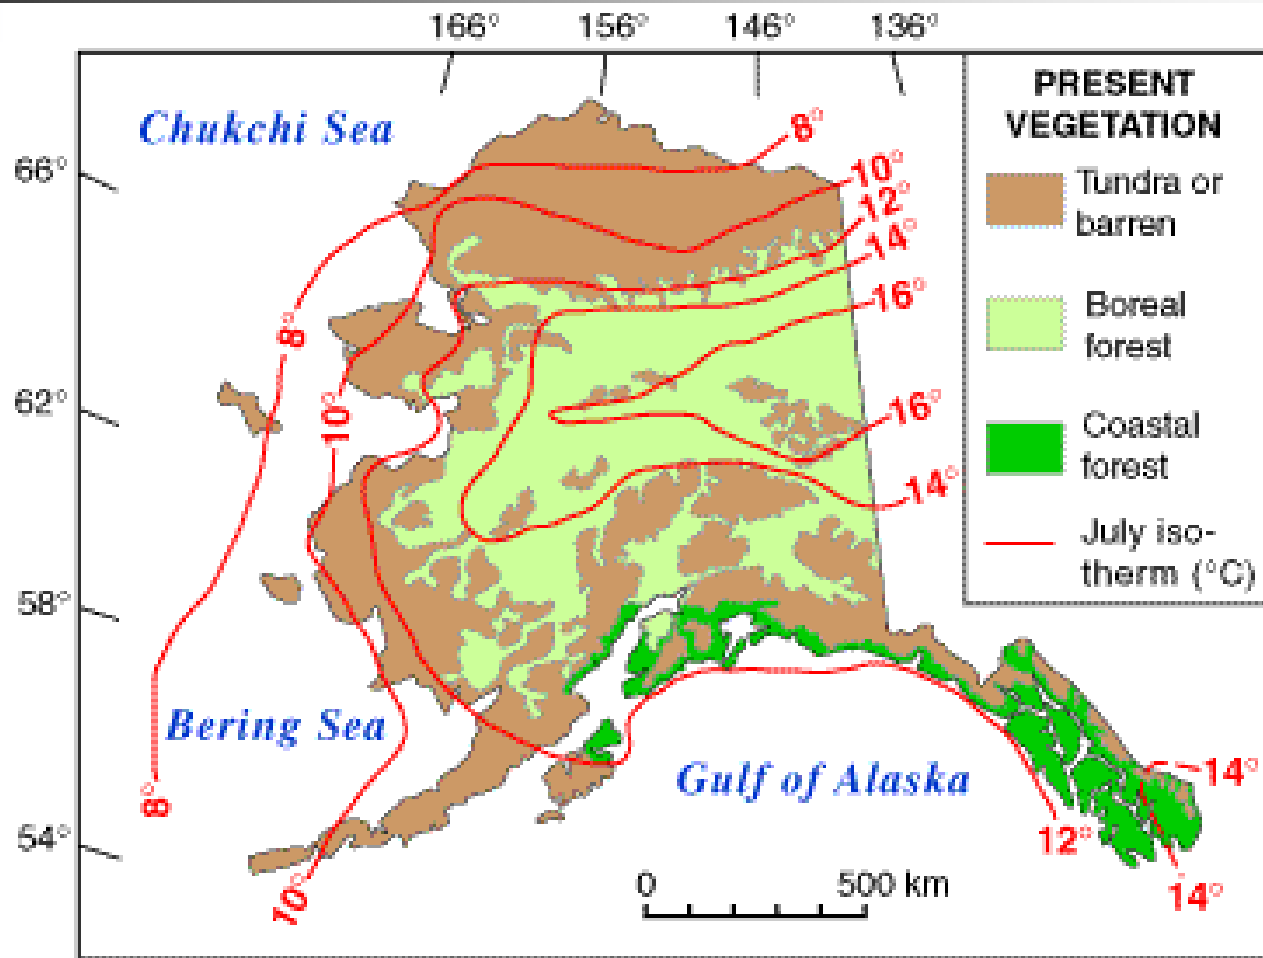 166° 156° 146° 136°
Chukchi Sea
8°
66°
10°
12°
14°
16°
8°
62°
10°
16°
14°
58°
Bering Sea
Gulf of Alaska
8°
54°
10°
12°
14°
14°
0 500 km
PRESENT
VEGETATION
Tundra or
barren
Boreal
forest
Coastal
forest
July iso-
therm (°C)